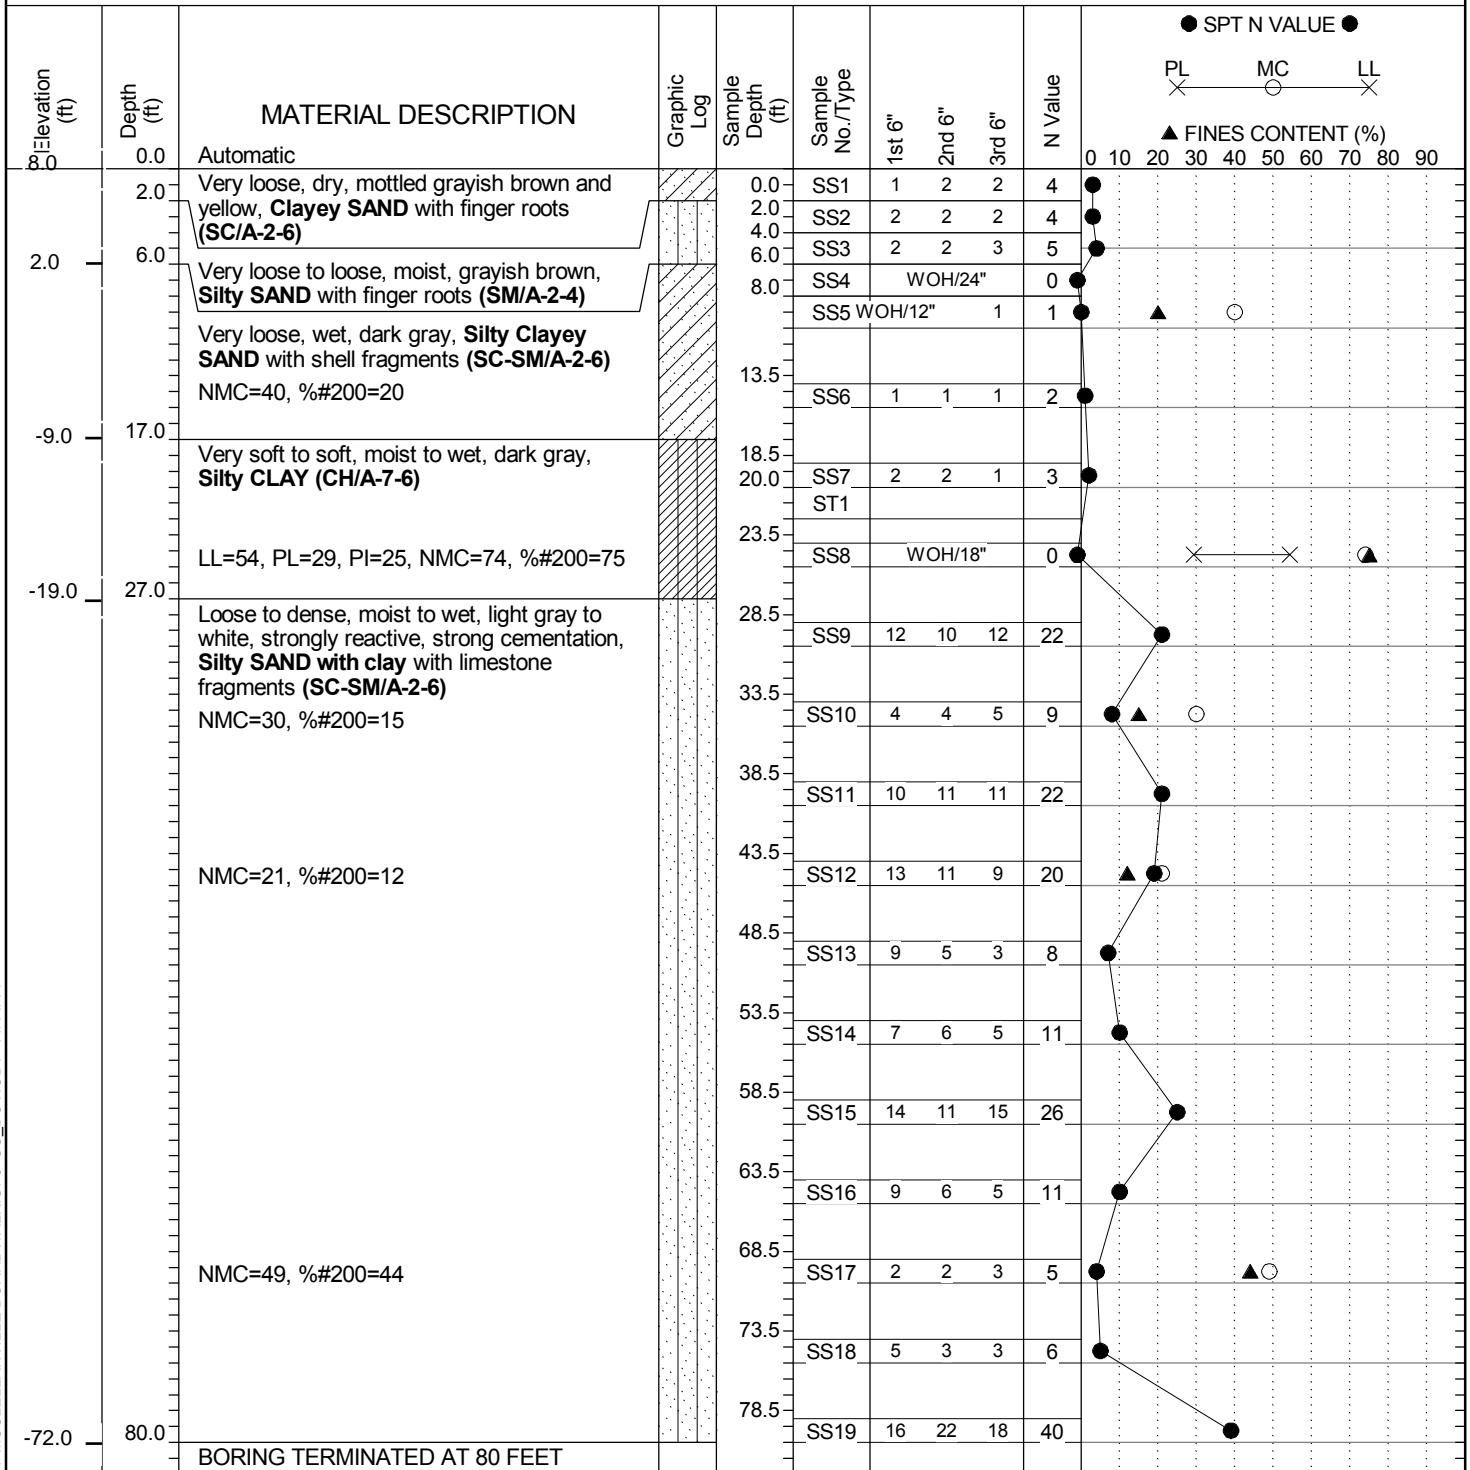 ● SPT N VALUE ●
PL MC LL
▲ FINES CONTENT (%)
Elevation (ft) Depth (ft) MATERIAL DESCRIPTION Graphic Log Sample Depth (ft) Sample No./Type 1st 6" 2nd 6" 3rd 6" N Value
8.0 0.0 Automatic 0 10 20 30 40 50 60 70 80 90
Very loose, dry, mottled grayish brown and 0.0 SS1 1 2 2 4
2.0 yellow, Clayey SAND with finger roots 2.0 SS2 2 2 2 4
(SC/A-2-6) 4.0
6.0 6.0 SS3 2 2 3 5
2.0 Very loose to loose, moist, grayish brown,
Silty SAND with finger roots (SM/A-2-4) 8.0 SS4 WOH/24" 0
SS5 WOH/12" 1 1
Very loose, wet, dark gray, Silty Clayey
SAND with shell fragments (SC-SM/A-2-6)
13.5
NMC=40, %#200=20 SS6 1 1 1 2
-9.0 17.0
Very soft to soft, moist to wet, dark gray, 18.5
Silty CLAY (CH/A-7-6) 20.0 SS7 2 2 1 3
ST1
23.5
LL=54, PL=29, PI=25, NMC=74, %#200=75 SS8 WOH/18" 0
-19.0 27.0
Loose to dense, moist to wet, light gray to 28.5
white, strongly reactive, strong cementation, SS9 12 10 12 22
Silty SAND with clay with limestone
fragments (SC-SM/A-2-6) 33.5
NMC=30, %#200=15 SS10 4 4 5 9
38.5
SS11 10 11 11 22
43.5
NMC=21, %#200=12 SS12 13 11 9 20
48.5
SS13 9 5 3 8
53.5
SS14 7 6 5 11
58.5
SS15 14 11 15 26
63.5
SS16 9 6 5 11
68.5
NMC=49, %#200=44 SS17 2 2 3 5
73.5
SS18 5 3 3 6
78.5
-72.0 80.0 SS19 16 22 18 40
BORING TERMINATED AT 80 FEET